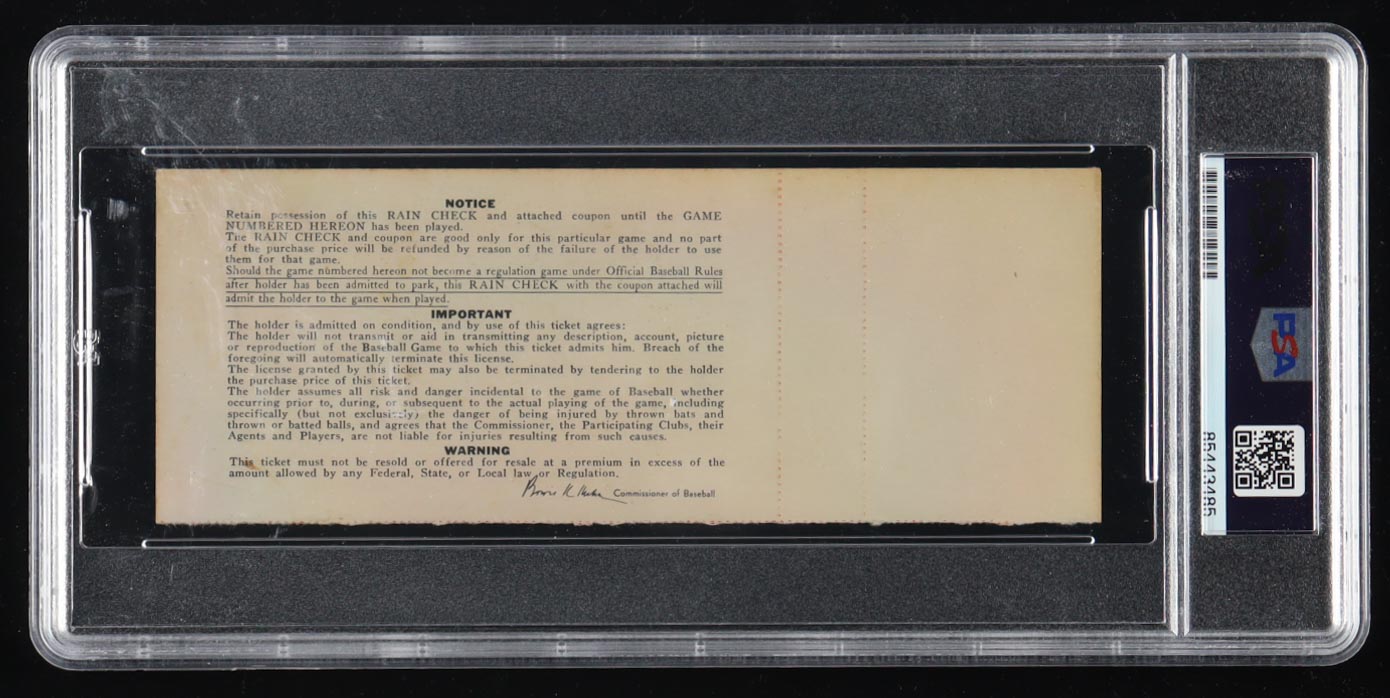 NOTICE
Retain possession of this RAIN CHECK and attached coupon until the GAME
NUMBERED HEREON has been played.
The RAIN CHECK and coupon are good only for this particular game and no part
of the purchase price will be refunded by reason of the failure of the holder to use
them for that game.
Should the game numbered hereon not become a regulation game under Official Baseball Rules
after holder has been admitted to park, this RAIN CHECK with the coupon attached will
admit the holder to the game when played.
IMPORTANT
The holder is admitted on condition, and by use of this ticket agrees:
The holder will not transmit or aid in transmitting any description, account, picture
or reproduction of the Baseball Game to which this ticket admits him. Breach of the
foregoing will automatically terminate this license.
The license granted by this ticket may also be terminated by tendering to the holder
the purchase price of this ticket.
The holder assumes all risk and danger incidental to the game of Baseball whether
occurring prior to, during, or subsequent to the actual playing of the game, including
specifically (but not exclusively) the danger of being injured by thrown bats and
thrown or batted balls, and agrees that the Commissioner, the Participating Clubs, their
Agents and Players, are not liable for injuries resulting from such causes.
WARNING
This ticket must not be resold or offered for resale at a premium in excess of the
amount allowed by any Federal, State, or Local law or Regulation.
Bowie K Kuhn Commissioner of Baseball
PSA
85443485